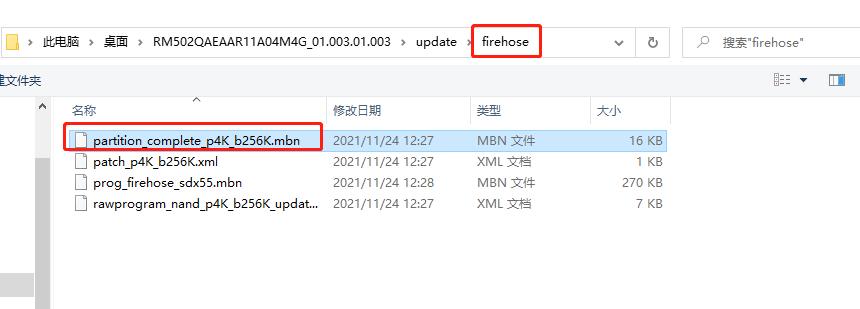 此电脑 › 桌面 › RM502QAEAAR11A04M4G_01.003.01.003 › update › firehose 搜索"firehose"
建文件夹
名称 修改日期 类型 大小
partition_complete_p4K_b256K.mbn 2021/11/24 12:27 MBN 文件 16 KB
patch_p4K_b256K.xml 2021/11/24 12:27 XML 文档 1 KB
prog_firehose_sdx55.mbn 2021/11/24 12:28 MBN 文件 270 KB
rawprogram_nand_p4K_b256K_updat... 2021/11/24 12:27 XML 文档 7 KB